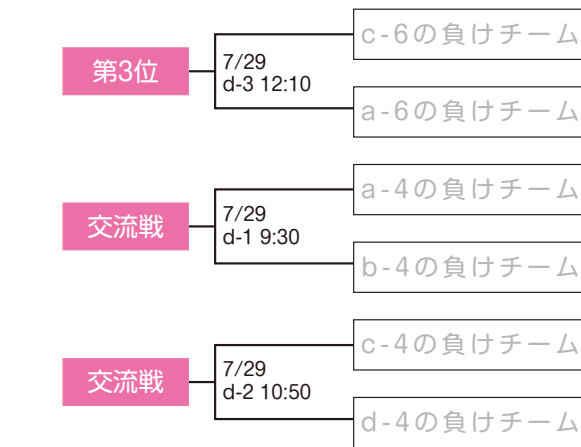 c-6の負けチーム
第3位
7/29
d-3 12:10
a-6の負けチーム
a-4の負けチーム
交流戦
7/29
d-1 9:30
b-4の負けチーム
c-4の負けチーム
交流戦
7/29
d-2 10:50
d-4の負けチーム